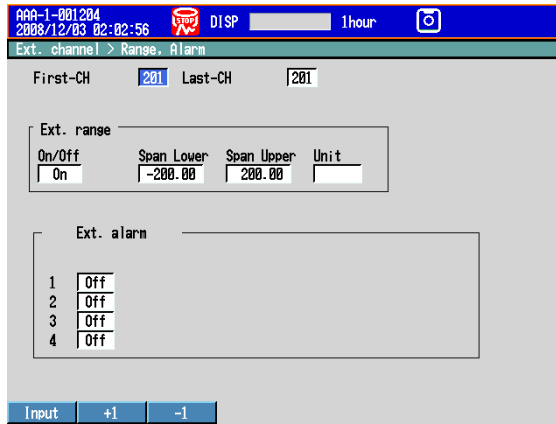 AAA-1-001204
2008/12/03 02:02:56 STOP DISP 1hour
Ext. channel > Range, Alarm
First-CH 201 Last-CH 201
Ext. range
On/Off Span Lower Span Upper Unit
On -200.00 200.00
Ext. alarm
1 Off
2 Off
3 Off
4 Off
Input +1 -1